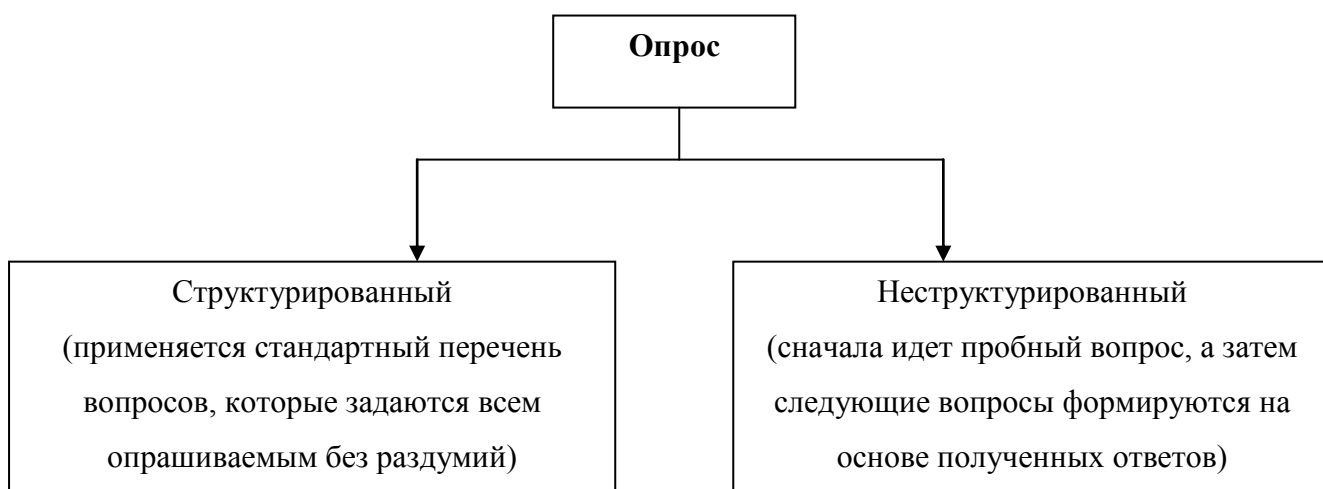 Опрос
Структурированный
(применяется стандартный перечень
вопросов, которые задаются всем
опрашиваемым без раздумий)
Неструктурированный
(сначала идет пробный вопрос, а затем
следующие вопросы формируются на
основе полученных ответов)